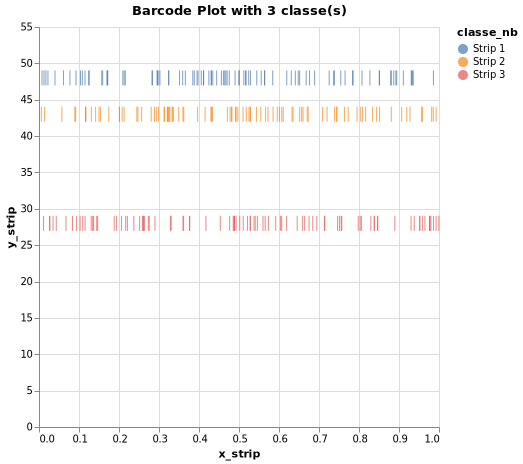 Barcode Plot with 3 classe(s)
classe_nb
Strip 1
Strip 2
Strip 3
y_strip
55
50
45
40
35
30
25
20
15
10
5
0
0.0 0.1 0.2 0.3 0.4 0.5 0.6 0.7 0.8 0.9 1.0
x_strip